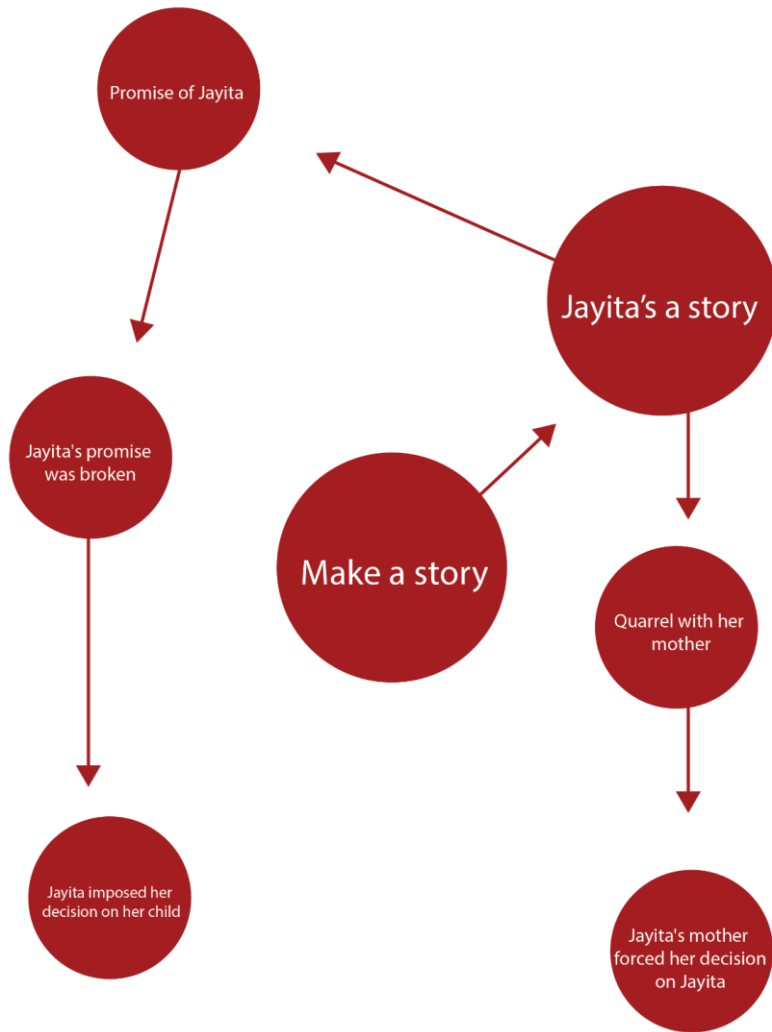 Promise of Jayita
Jayita's a story
Jayita's promise
was broken
Make a story
Quarrel with her
mother
Jayita imposed her
decision on her child
Jayita's mother
forced her decision
on Jayita